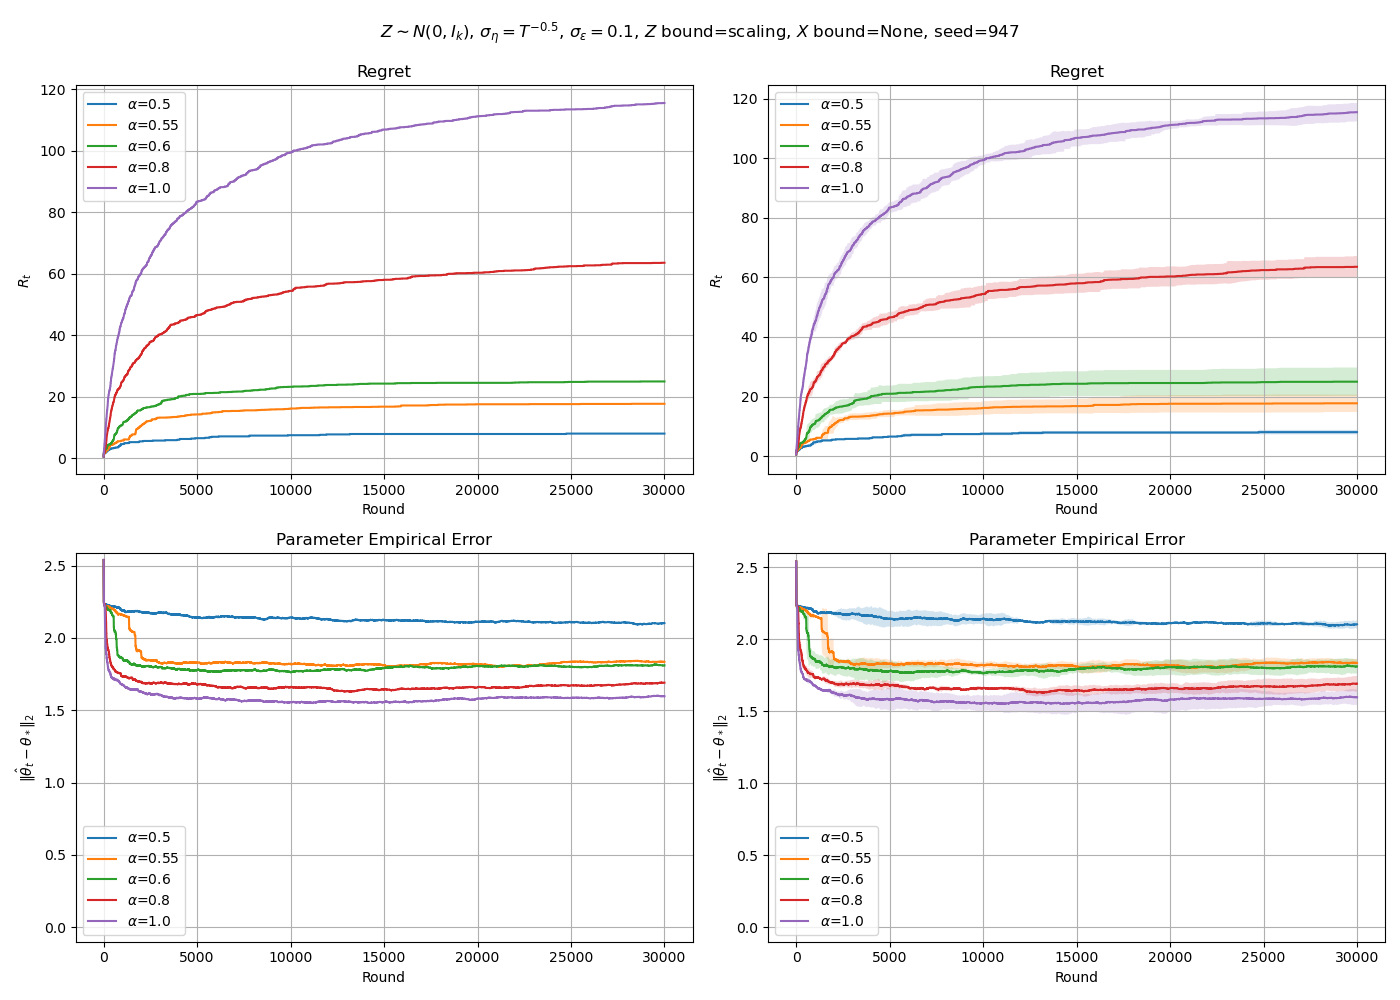 Z ∼ N(0, I_k), σ_η = T^{−0.5}, σ_ε = 0.1, Z bound=scaling, X bound=None, seed=947
Regret
R_t
120
100
80
60
40
20
0
α=0.5
α=0.55
α=0.6
α=0.8
α=1.0
0 5000 10000 15000 20000 25000 30000
Round
Regret
R_t
120
100
80
60
40
20
0
α=0.5
α=0.55
α=0.6
α=0.8
α=1.0
0 5000 10000 15000 20000 25000 30000
Round
Parameter Empirical Error
‖θ̂_t − θ_*‖_2
2.5
2.0
1.5
1.0
0.5
0.0
α=0.5
α=0.55
α=0.6
α=0.8
α=1.0
0 5000 10000 15000 20000 25000 30000
Round
Parameter Empirical Error
‖θ̂_t − θ_*‖_2
2.5
2.0
1.5
1.0
0.5
0.0
α=0.5
α=0.55
α=0.6
α=0.8
α=1.0
0 5000 10000 15000 20000 25000 30000
Round